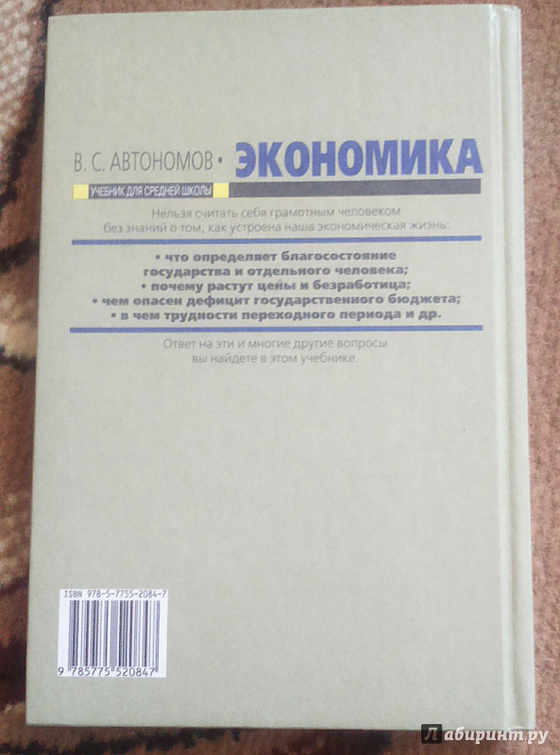 В. С. АВТОНОМОВ • ЭКОНОМИКА
УЧЕБНИК ДЛЯ СРЕДНЕЙ ШКОЛЫ
Нельзя считать себя грамотным человеком
без знаний о том, как устроена наша экономическая жизнь:
• что определяет благосостояние
государства и отдельного человека;
• почему растут цены и безработица;
• чем опасен дефицит государственного бюджета;
• в чем трудности переходного периода и др.
Ответ на эти и многие другие вопросы
вы найдете в этом учебнике.
ISBN 978-5-7755-2084-7
9 785775 520847
Лабиринт.ру